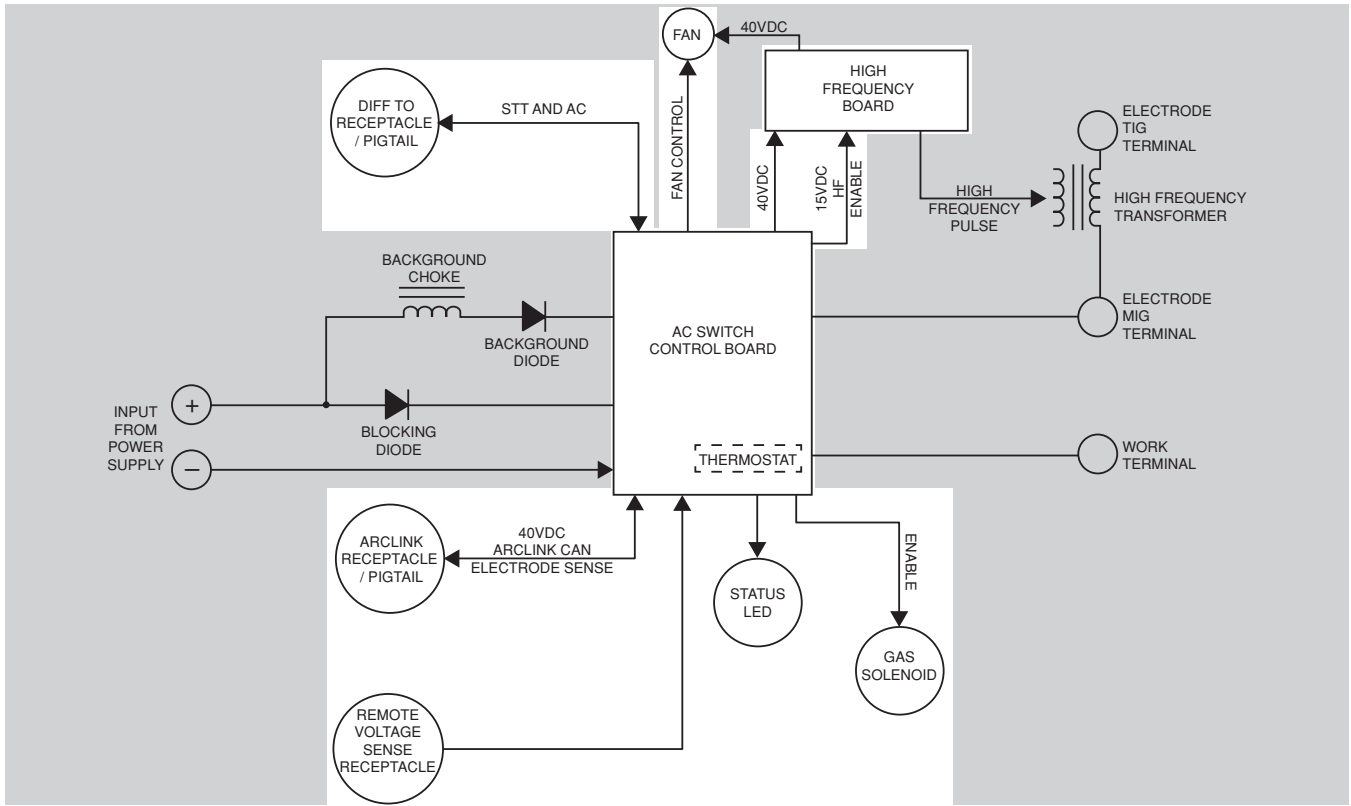 FAN
40VDC
HIGH
FREQUENCY
BOARD
DIFF TO
RECEPTACLE
/ PIGTAIL
STT AND AC
FAN CONTROL
40VDC
15VDC
HF
ENABLE
HIGH
FREQUENCY
PULSE
ELECTRODE
TIG
TERMINAL
HIGH FREQUENCY
TRANSFORMER
BACKGROUND
CHOKE
BACKGROUND
DIODE
AC SWITCH
CONTROL BOARD
ELECTRODE
MIG
TERMINAL
INPUT
FROM
POWER
SUPPLY
+
−
BLOCKING
DIODE
THERMOSTAT
WORK
TERMINAL
ARCLINK
RECEPTACLE
/ PIGTAIL
40VDC
ARCLINK CAN
ELECTRODE SENSE
STATUS
LED
ENABLE
GAS
SOLENOID
REMOTE
VOLTAGE
SENSE
RECEPTACLE